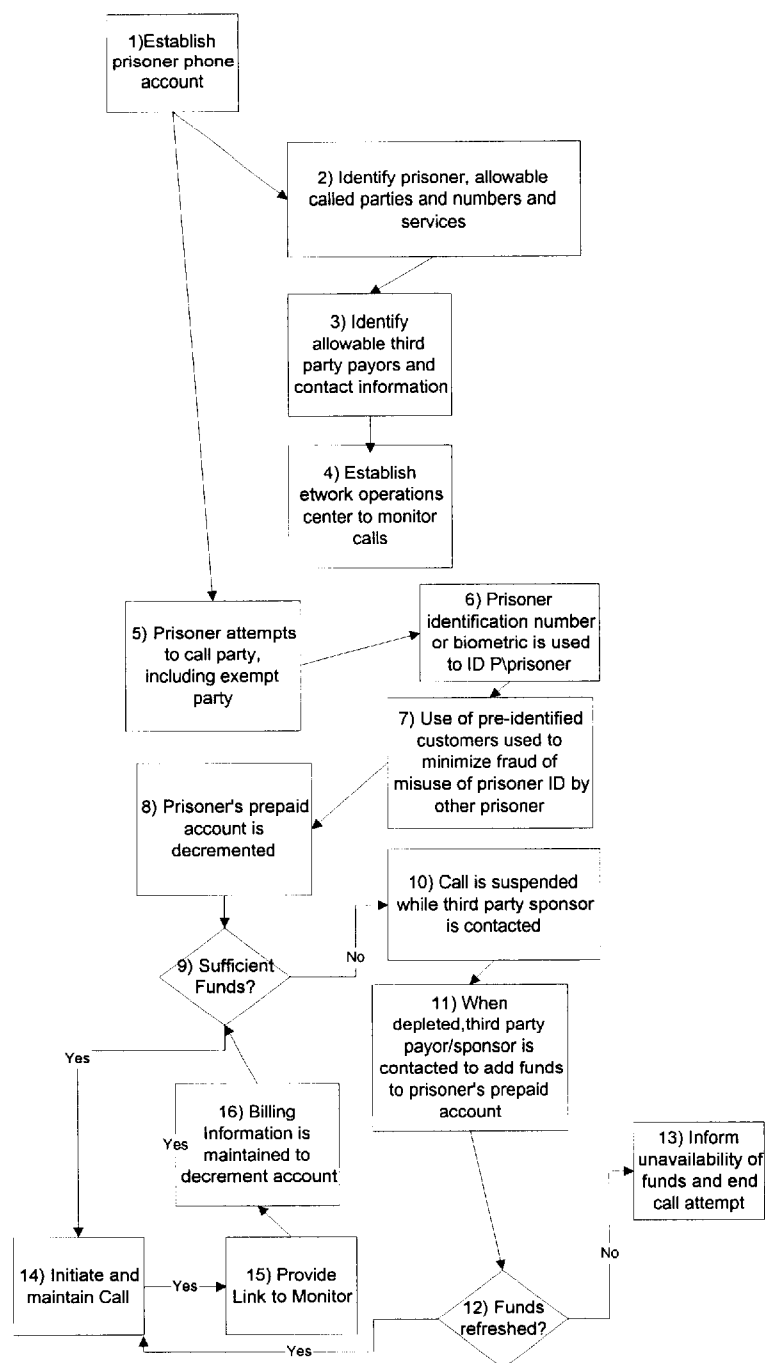 1)Establish
prisoner phone
account
2) Identify prisoner, allowable
called parties and numbers and
services
3) Identify
allowable third
party payors and
contact information
4) Establish
etwork operations
center to monitor
calls
5) Prisoner attempts
to call party,
including exempt
party
6) Prisoner
identification number
or biometric is used
to ID P\prisoner
7) Use of pre-identified
customers used to
minimize fraud of
misuse of prisoner ID by
other prisoner
8) Prisoner's prepaid
account is
decremented
9) Sufficient
Funds?
No
10) Call is suspended
while third party sponsor
is contacted
11) When
depleted,third party
payor/sponsor is
contacted to add funds
to prisoner's prepaid
account
Yes
16) Billing
Information is
maintained to
decrement account
Yes
13) Inform
unavailability of
funds and end
call attempt
No
14) Initiate and
maintain Call
Yes
15) Provide
Link to Monitor
12) Funds
refreshed?
Yes